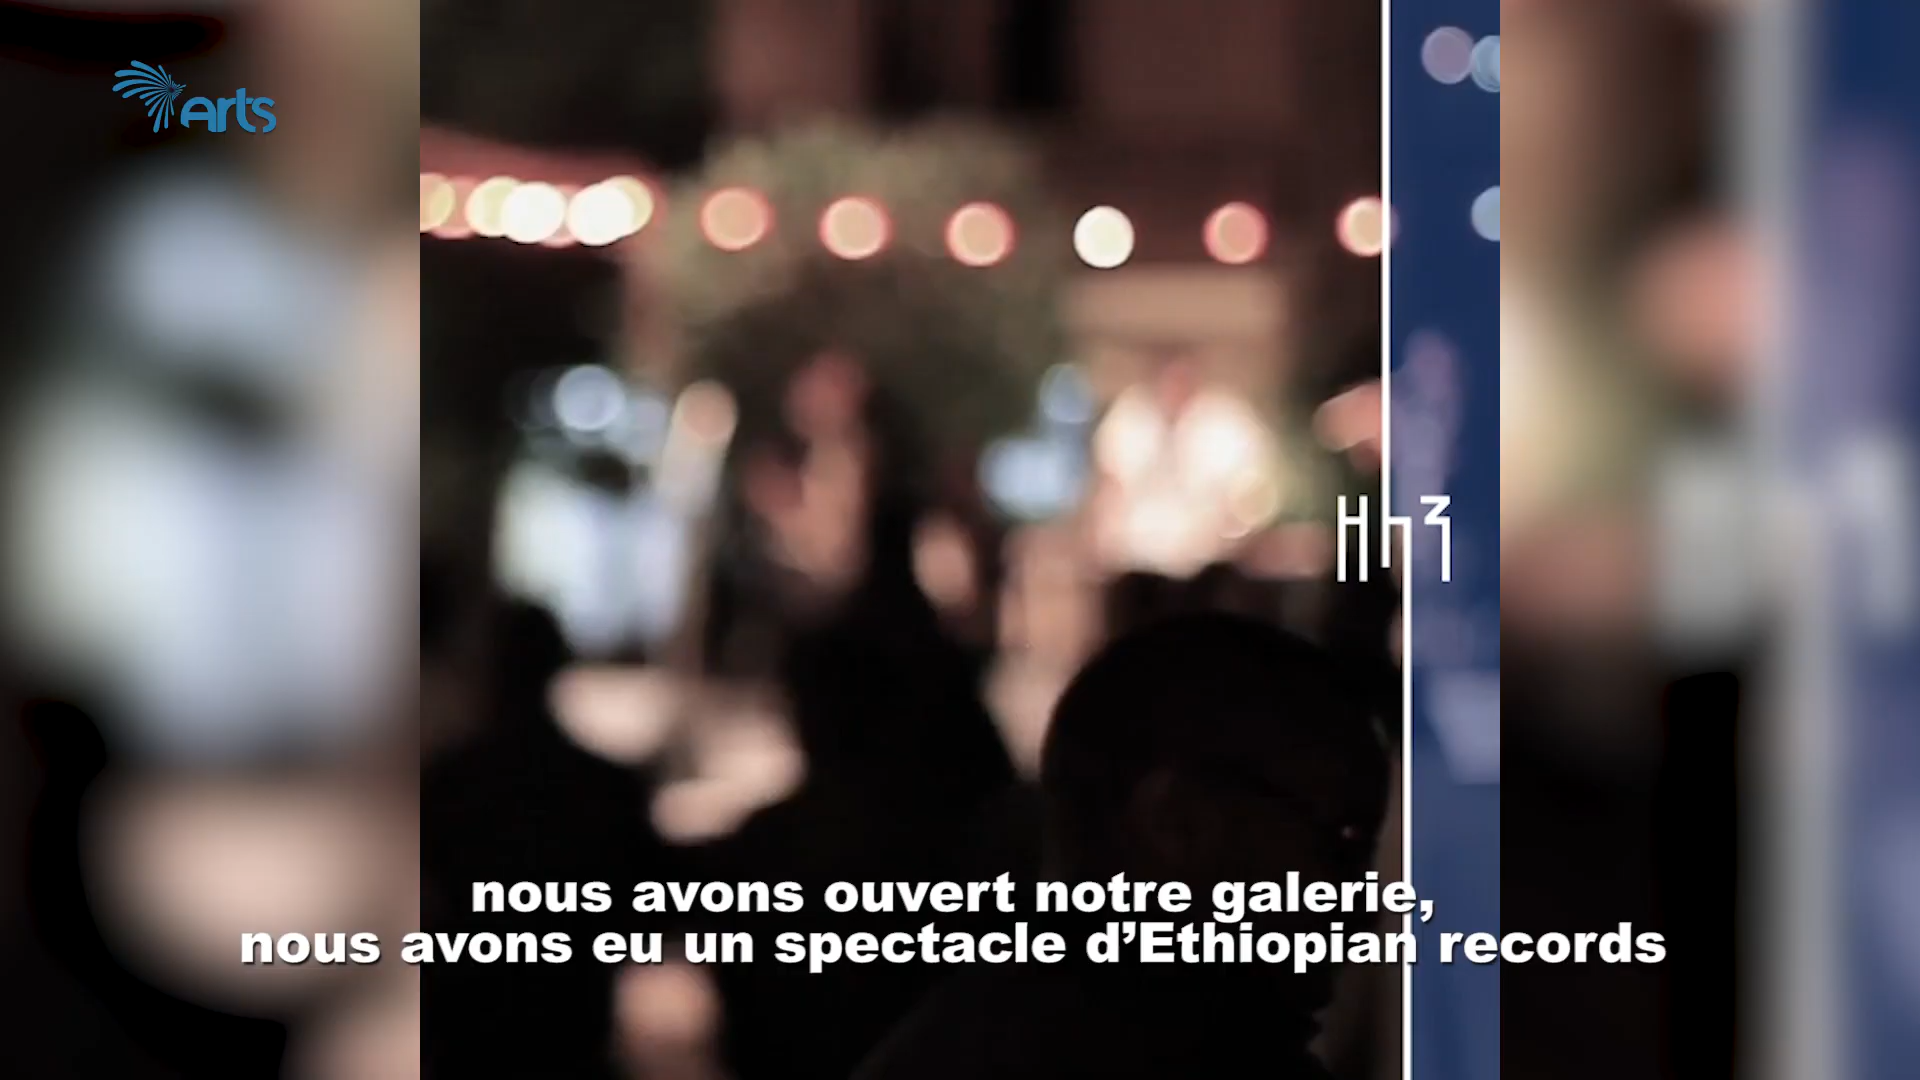 arts
nous avons ouvert notre galerie,
nous avons eu un spectacle d’Ethiopian records